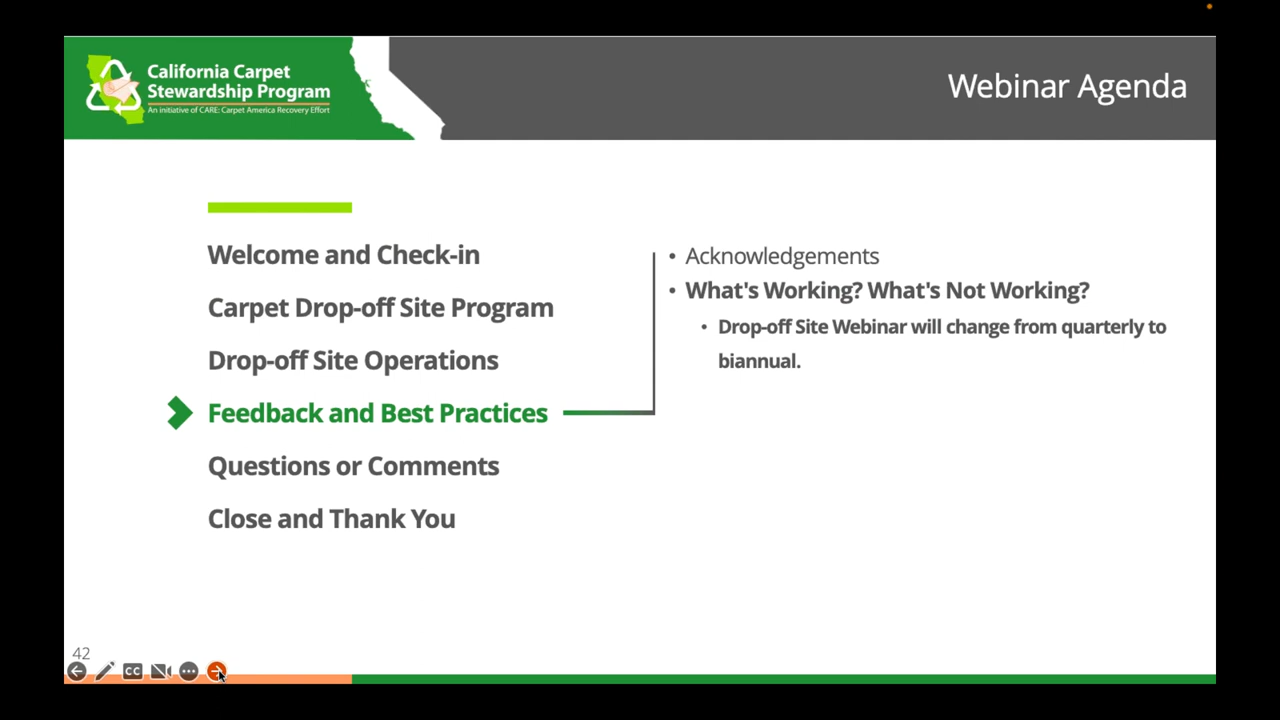 California Carpet
Stewardship Program
An initiative of CARE: Carpet America Recovery Effort
Webinar Agenda
Welcome and Check-in
Carpet Drop-off Site Program
Drop-off Site Operations
Feedback and Best Practices
Questions or Comments
Close and Thank You
• Acknowledgements
• What's Working? What's Not Working?
• Drop-off Site Webinar will change from quarterly to
biannual.
42
CC